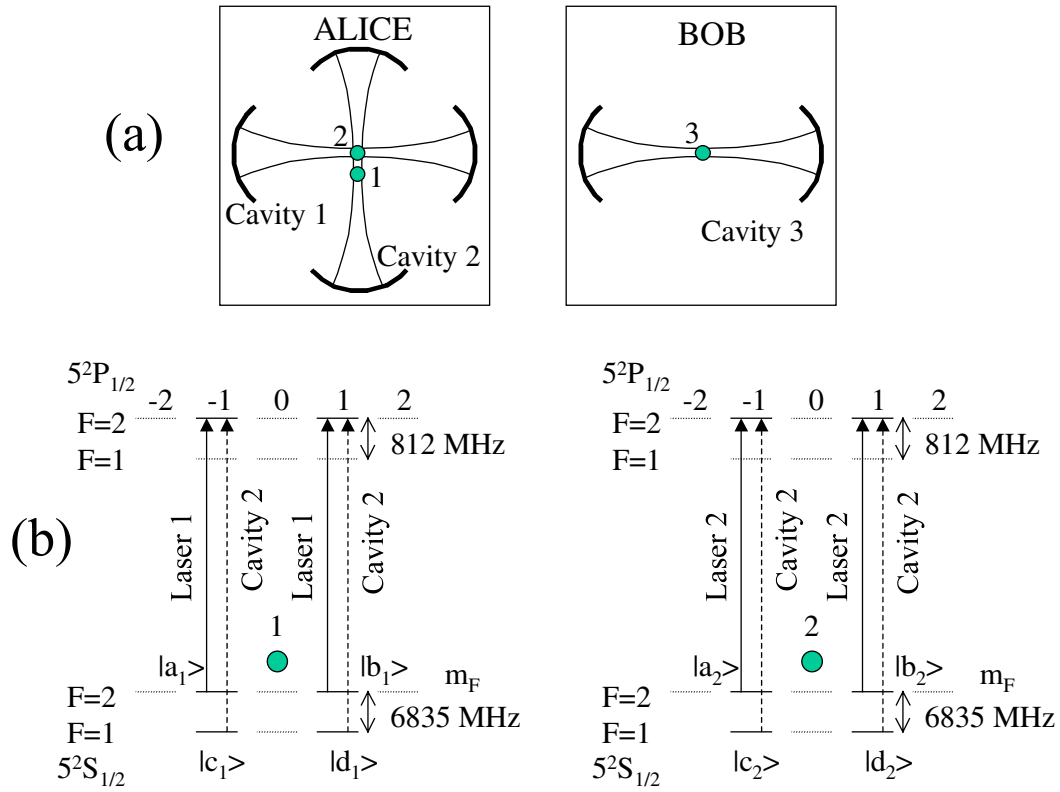 (a)
ALICE
2
1
Cavity 1
Cavity 2
BOB
3
Cavity 3
(b)
5²P₁/₂
-2 -1 0 1 2
F=2
F=1
812 MHz
Laser 1
Cavity 2
Laser 1
Cavity 2
1
|a₁>
|b₁>
m_F
F=2
F=1
6835 MHz
5²S₁/₂
|c₁>
|d₁>
5²P₁/₂
-2 -1 0 1 2
F=2
F=1
812 MHz
Laser 2
Cavity 2
Laser 2
Cavity 2
2
|a₂>
|b₂>
m_F
F=2
F=1
6835 MHz
5²S₁/₂
|c₂>
|d₂>